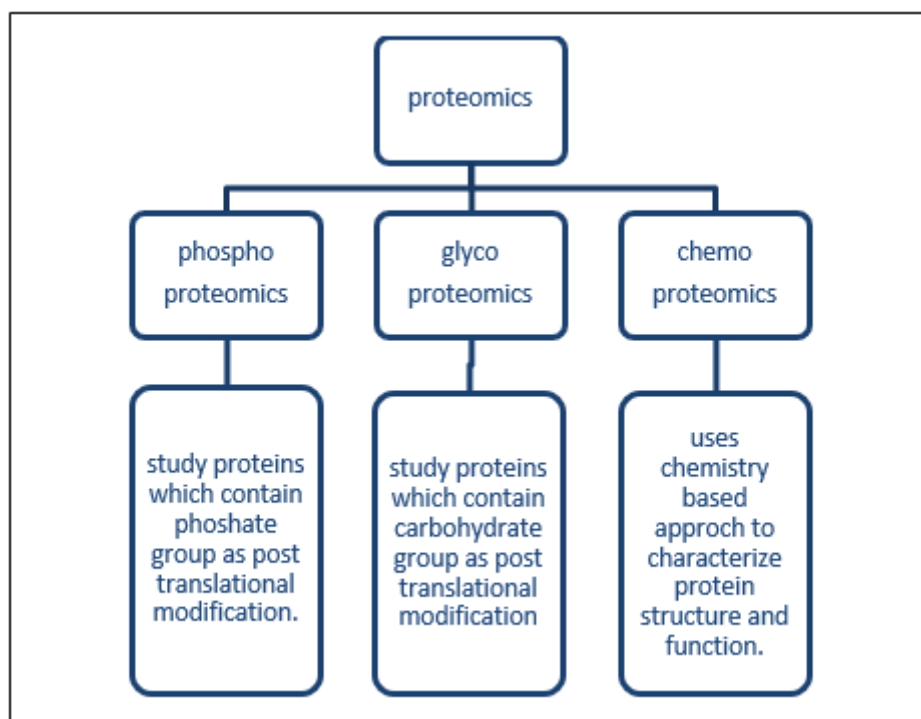 proteomics
phospho
proteomics
glyco
proteomics
chemo
proteomics
study proteins
which contain
phoshate
group as post
translational
modification.
study proteins
which contain
carbohydrate
group as post
translational
modification
uses
chemistry
based
approch to
characterize
protein
structure and
function.